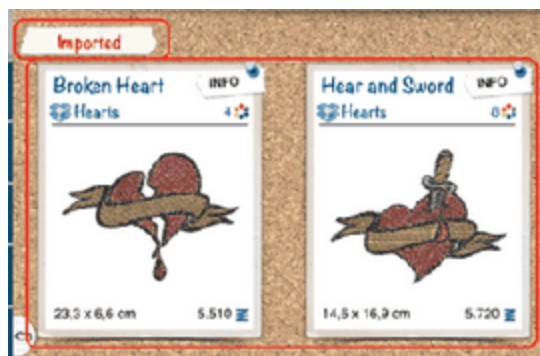 Imported
Broken Heart INFO
Hearts 4
23,3 x 6,6 cm 5.510
Hear and Sword INFO
Hearts 8
14,5 x 16,9 cm 5.720